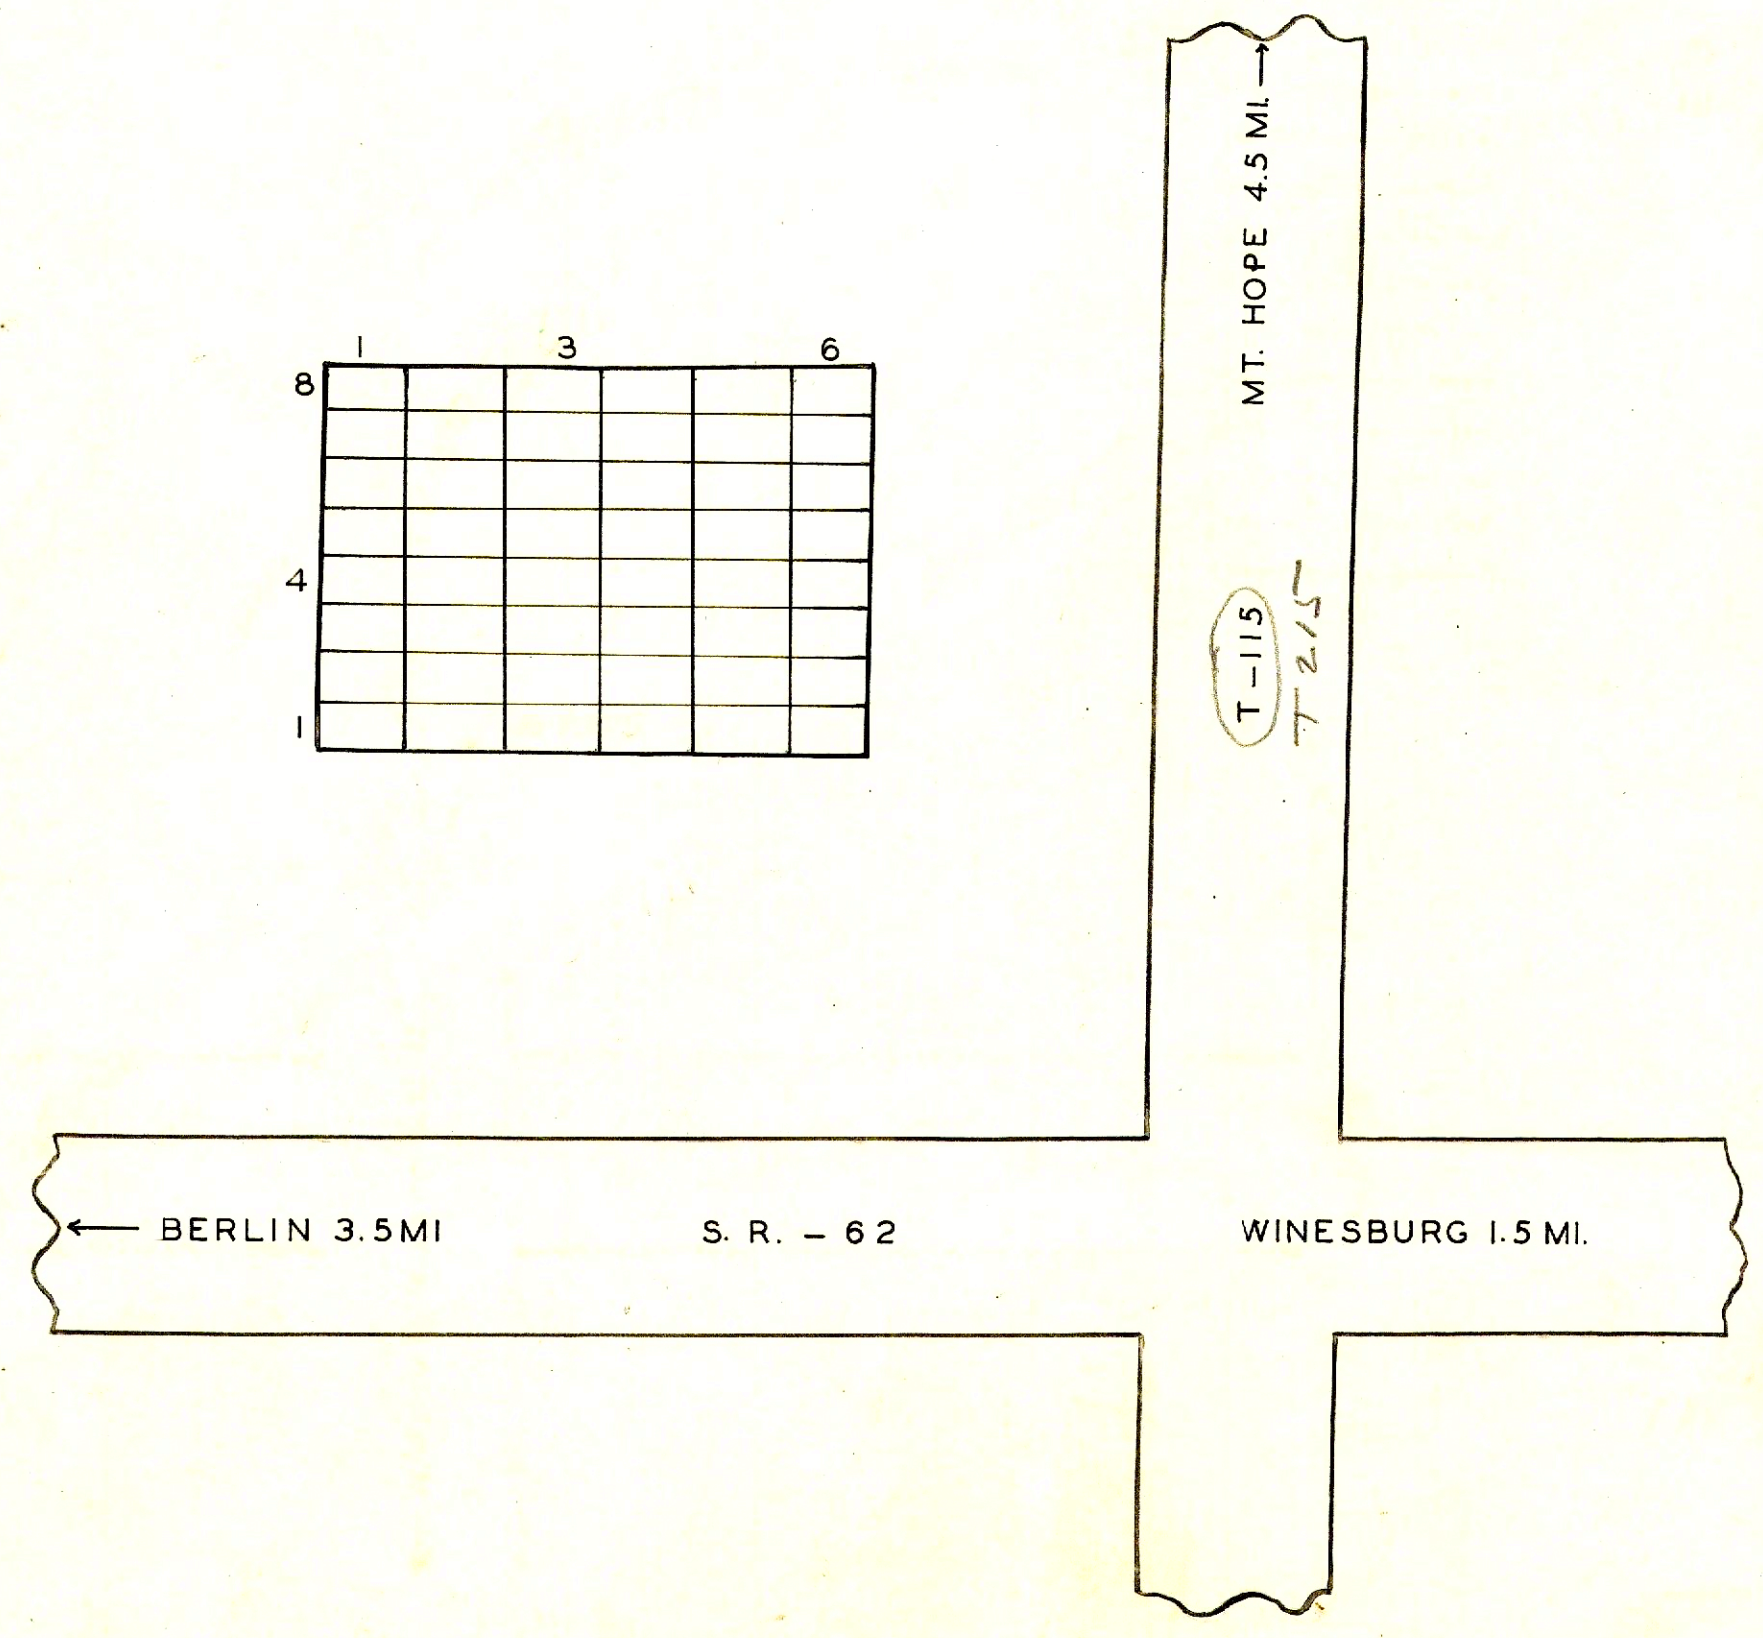 MT. HOPE 4.5 MI.
1 3 6
8
4
1
T-115
T 215
BERLIN 3.5 MI
S. R. - 62
WINESBURG 1.5 MI.